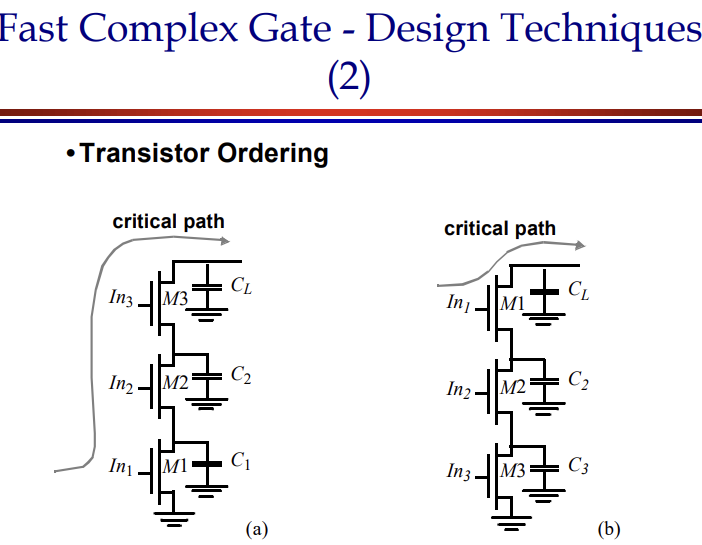 Fast Complex Gate - Design Techniques
(2)
•Transistor Ordering
critical path
In3 M3 CL
In2 M2 C2
In1 M1 C1
(a)
critical path
In1 M1 CL
In2 M2 C2
In3 M3 C3
(b)